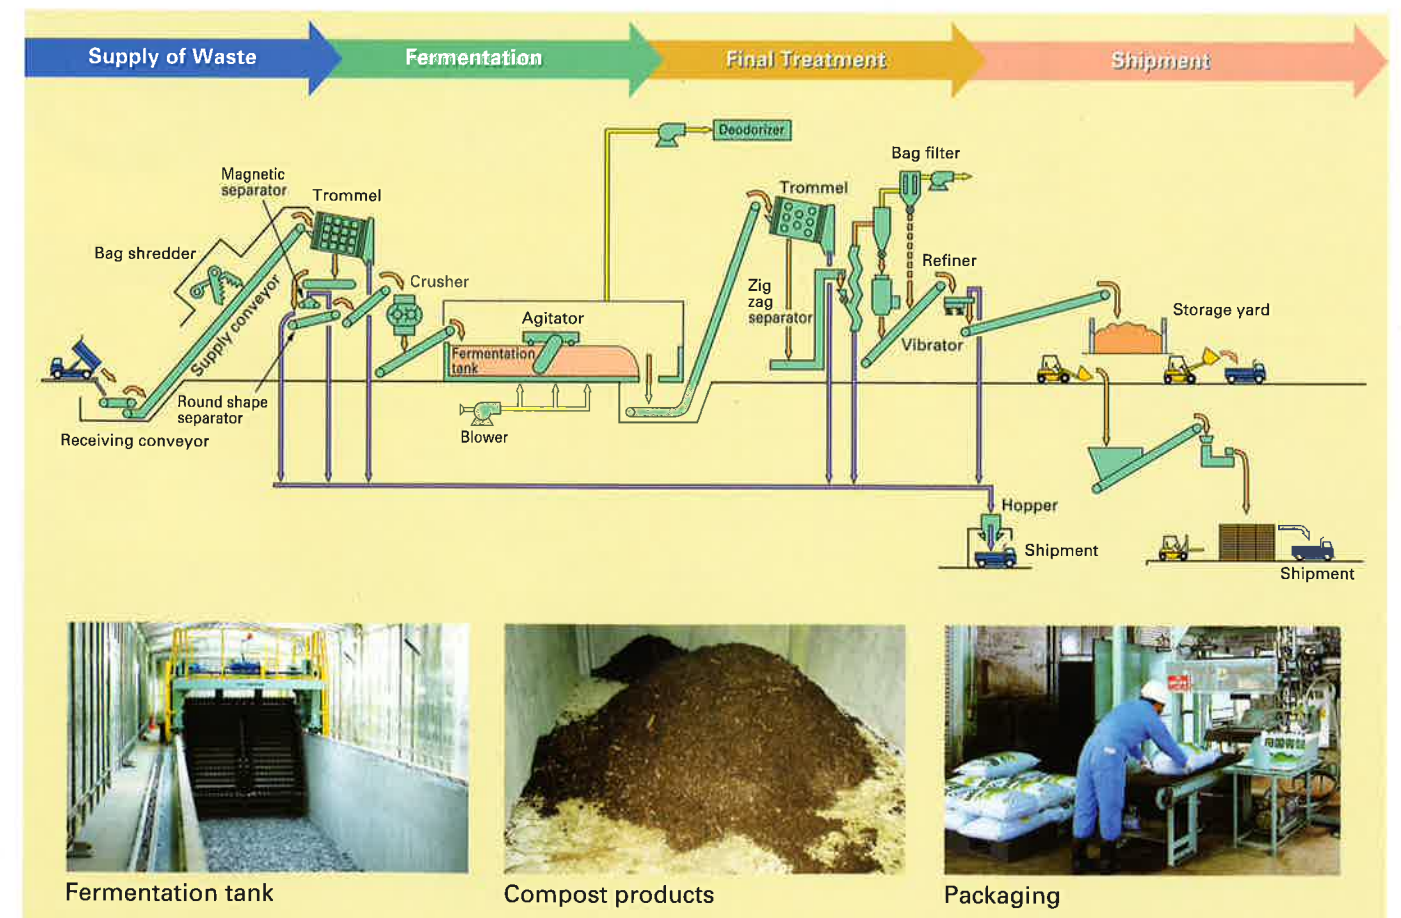 Supply of Waste
Fermentation
Final Treatment
Shipment
Deodorizer
Bag filter
Magnetic
separator
Trommel
Trommel
Bag shredder
Crusher
Refiner
Zig
zag
separator
Supply conveyor
Agitator
Storage yard
Fermentation
tank
Vibrator
Round shape
separator
Receiving conveyor
Blower
Hopper
Shipment
Shipment
Fermentation tank
Compost products
Packaging